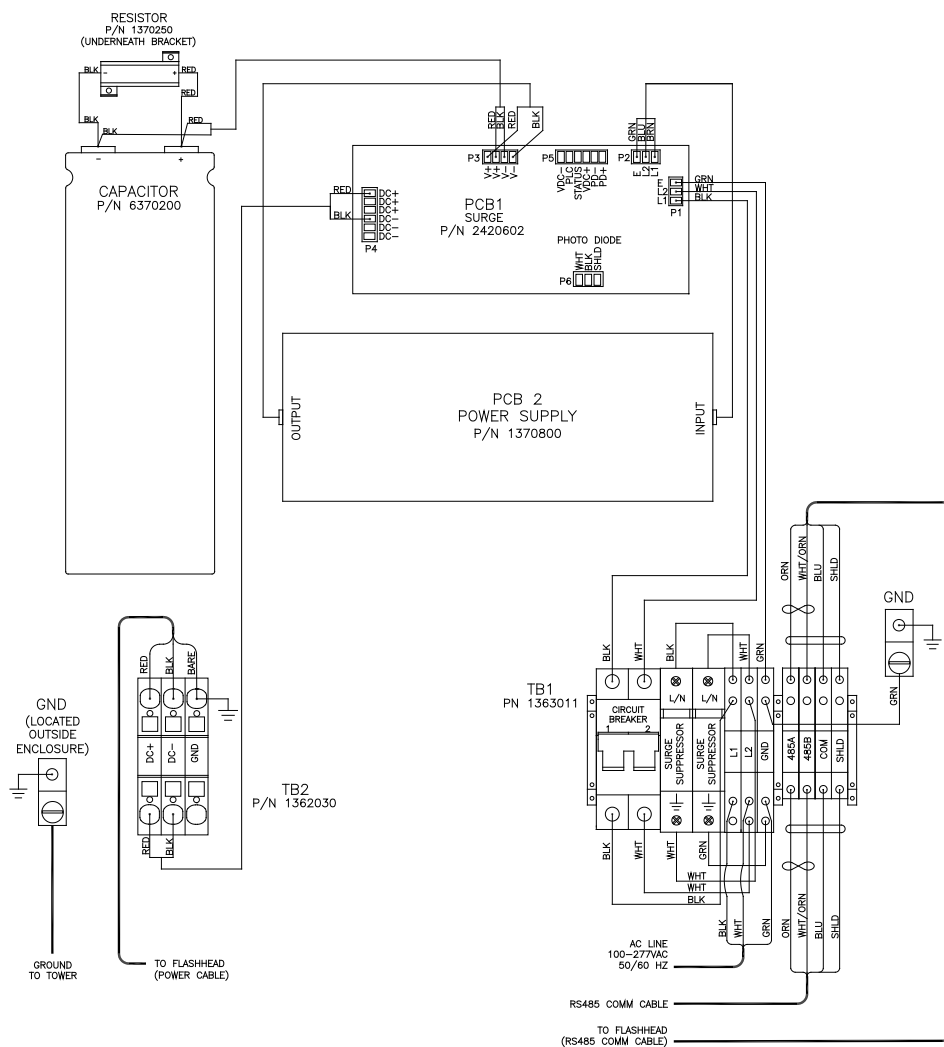 RESISTOR
P/N 1370250
(UNDERNEATH BRACKET)
BLK
-
+
RED
RED
BLK
BLK
RED
-
+
CAPACITOR
P/N 6370200
RED
BLK
RED
BLK
P3
V+
V+
V-
V-
P5
VDC-
PLC
STATUS
VDC+
PD-
PD+
GRN
BLU
BRN
P2
E
L2
L1
PCB1
SURGE
P/N 2420602
RED
BLK
DC+
DC+
DC+
DC-
DC-
DC-
P4
E
L2
L1
GRN
WHT
BLK
P1
PHOTO DIODE
WHT
BLK
SHLD
P6
OUTPUT
PCB 2
POWER SUPPLY
P/N 1370800
INPUT
ORN
WHT/ORN
BLU
SHLD
GND
GRN
BLK
WHT
BLK
WHT
GRN
TB1
PN 1363011
CIRCUIT
BREAKER
1 2
L/N
SURGE
SUPPRESSOR
L/N
SURGE
SUPPRESSOR
L1
L2
GND
485A
485B
COM
SHLD
BLK
WHT
WHT
GRN
WHT
WHT
BLK
BLK
WHT
GRN
ORN
WHT/ORN
BLU
SHLD
AC LINE
100-277VAC
50/60 HZ
RS485 COMM CABLE
TO FLASHHEAD
(RS485 COMM CABLE)
RED
BLK
BARE
DC+
DC-
GND
RED
BLK
TB2
P/N 1362030
GND
(LOCATED
OUTSIDE
ENCLOSURE)
GROUND
TO TOWER
TO FLASHHEAD
(POWER CABLE)